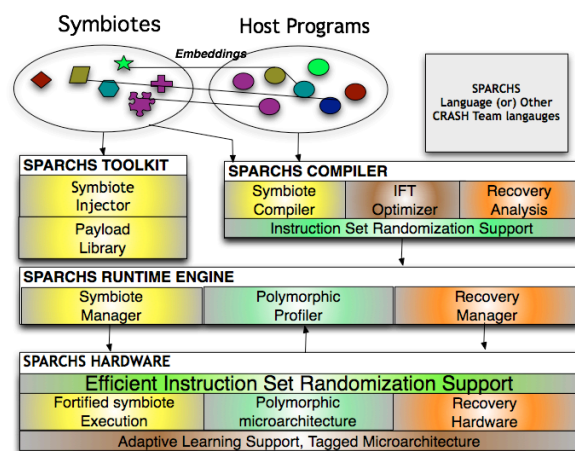 Symbiotes
Host Programs
Embeddings
SPARCHS
Language (or) Other
CRASH Team langauges
SPARCHS TOOLKIT
Symbiote
Injector
Payload
Library
SPARCHS COMPILER
Symbiote
Compiler
IFT
Optimizer
Recovery
Analysis
Instruction Set Randomization Support
SPARCHS RUNTIME ENGINE
Symbiote
Manager
Polymorphic
Profiler
Recovery
Manager
SPARCHS HARDWARE
Efficient Instruction Set Randomization Support
Fortified symbiote
Execution
Polymorphic
microarchitecture
Recovery
Hardware
Adaptive Learning Support, Tagged Microarchitecture